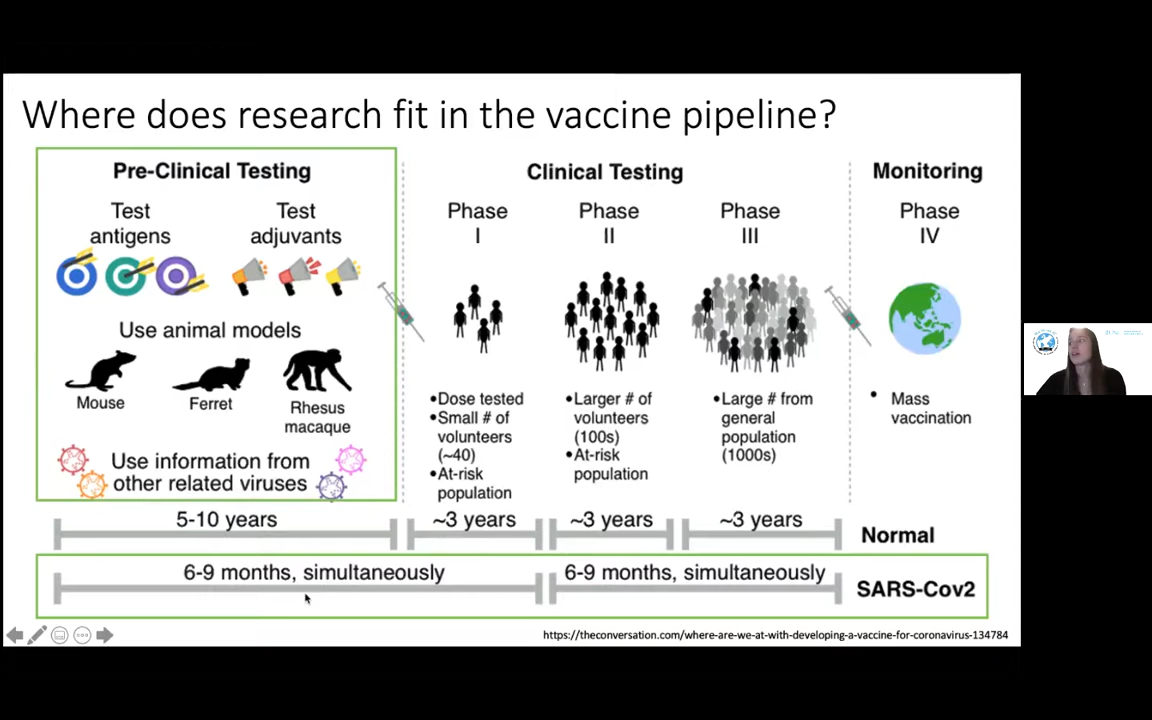 Where does research fit in the vaccine pipeline?
Pre-Clinical Testing
Test
antigens
Test
adjuvants
Use animal models
Mouse
Ferret
Rhesus
macaque
Use information from
other related viruses
Clinical Testing
Phase
I
•Dose tested
•Small # of
volunteers
(~40)
•At-risk
population
Phase
II
•Larger # of
volunteers
(100s)
•At-risk
population
Phase
III
•Large # from
general
population
(1000s)
Monitoring
Phase
IV
• Mass
vaccination
5-10 years
~3 years
~3 years
~3 years
Normal
6-9 months, simultaneously
6-9 months, simultaneously
SARS-Cov2
https://theconversation.com/where-are-we-at-with-developing-a-vaccine-for-coronavirus-134784